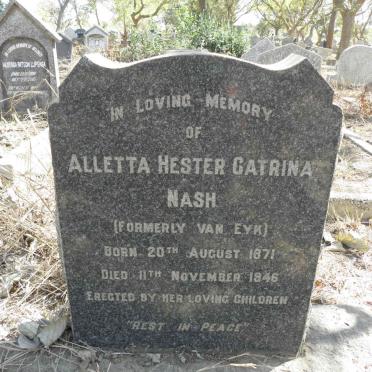 IN LOVING MEMORY
OF
ALLETTA HESTER CATRINA
NASH
(FORMERLY VAN EYK)
BORN 20TH AUGUST 1871
DIED 11TH NOVEMBER 1946
ERECTED BY HER LOVING CHILDREN
"REST IN PEACE"